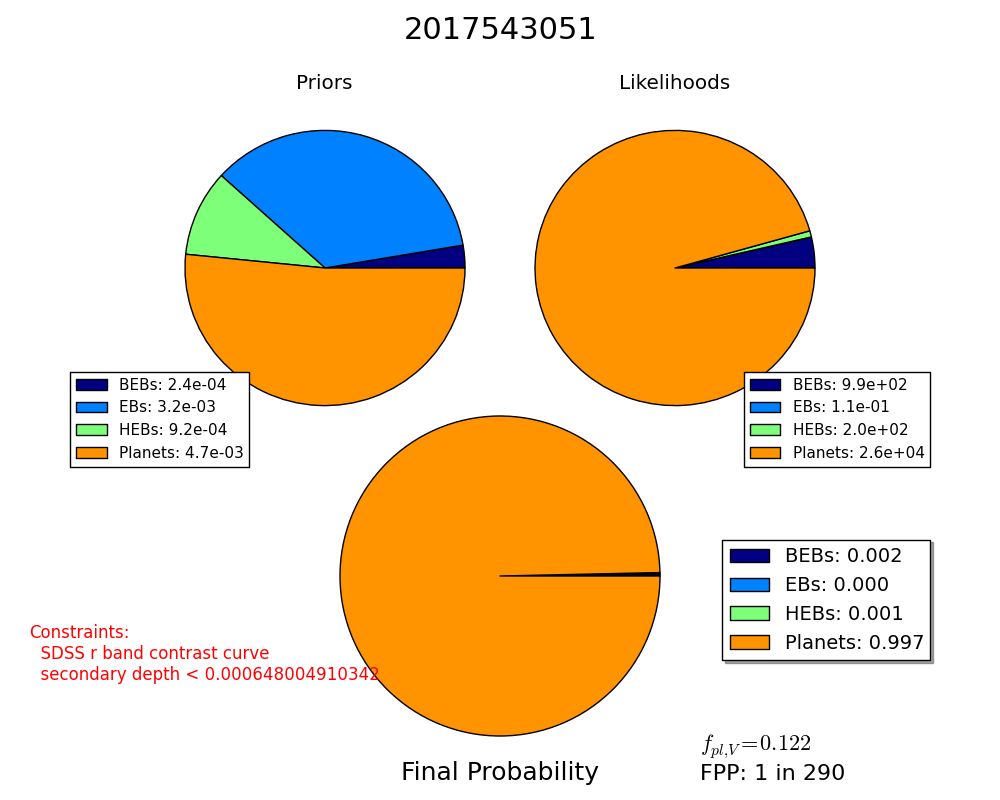 2017543051
Priors
Likelihoods
BEBs: 2.4e-04
EBs: 3.2e-03
HEBs: 9.2e-04
Planets: 4.7e-03
BEBs: 9.9e+02
EBs: 1.1e-01
HEBs: 2.0e+02
Planets: 2.6e+04
BEBs: 0.002
EBs: 0.000
HEBs: 0.001
Planets: 0.997
Constraints:
SDSS r band contrast curve
secondary depth < 0.000648004910342
f_{pl,V}=0.122
Final Probability
FPP: 1 in 290